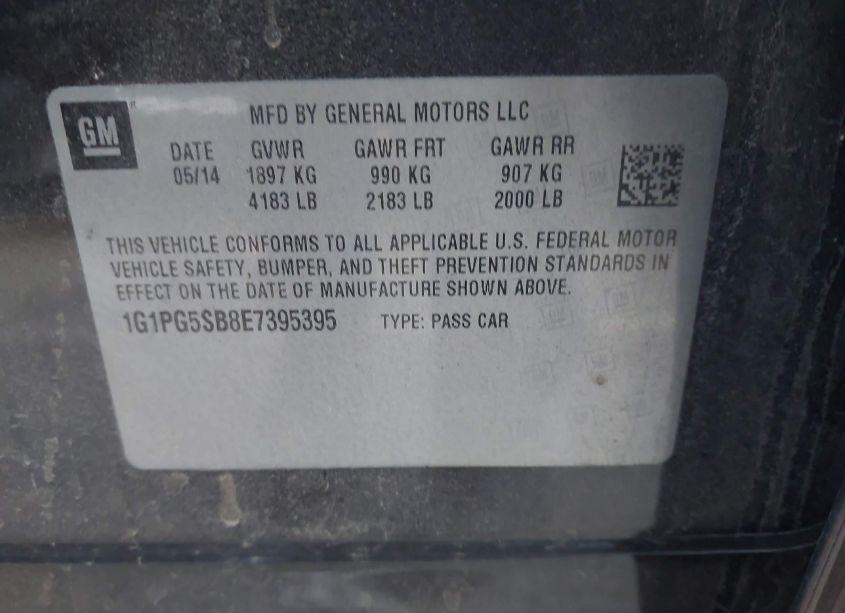 GM
MFD BY GENERAL MOTORS LLC
DATE GVWR GAWR FRT GAWR RR
05/14 1897 KG 990 KG 907 KG
4183 LB 2183 LB 2000 LB
THIS VEHICLE CONFORMS TO ALL APPLICABLE U.S. FEDERAL MOTOR
VEHICLE SAFETY, BUMPER, AND THEFT PREVENTION STANDARDS IN
EFFECT ON THE DATE OF MANUFACTURE SHOWN ABOVE.
1G1PG5SB8E7395395 TYPE: PASS CAR